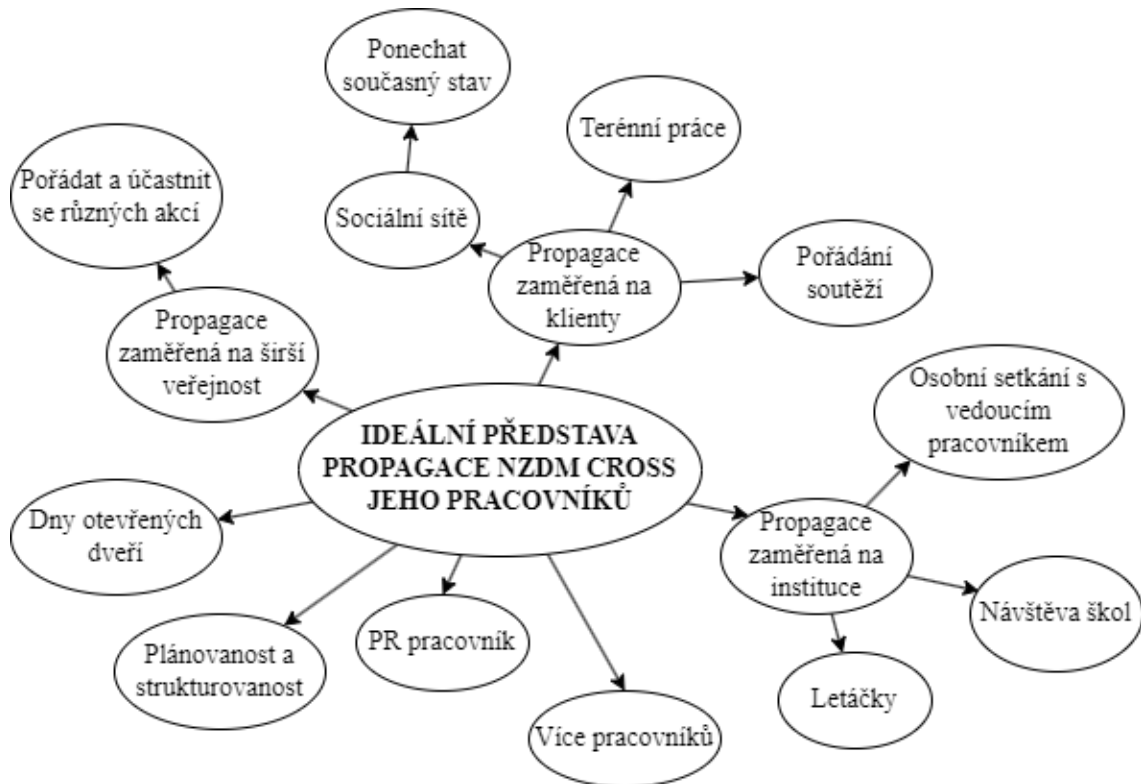 Ponechat
současný stav
Terénní práce
Pořádat a účastnit
se různých akcí
Sociální sítě
Propagace
zaměřená na
klienty
Pořádání
soutěží
Propagace
zaměřená na širší
veřejnost
Osobní setkání s
vedoucím
pracovníkem
IDEÁLNÍ PŘEDSTAVA
PROPAGACE NZDM CROSS
JEHO PRACOVNÍKŮ
Dny otevřených
dveří
Propagace
zaměřená na
instituce
Návštěva škol
PR pracovník
Plánovanost a
strukturovanost
Letáčky
Více pracovníků